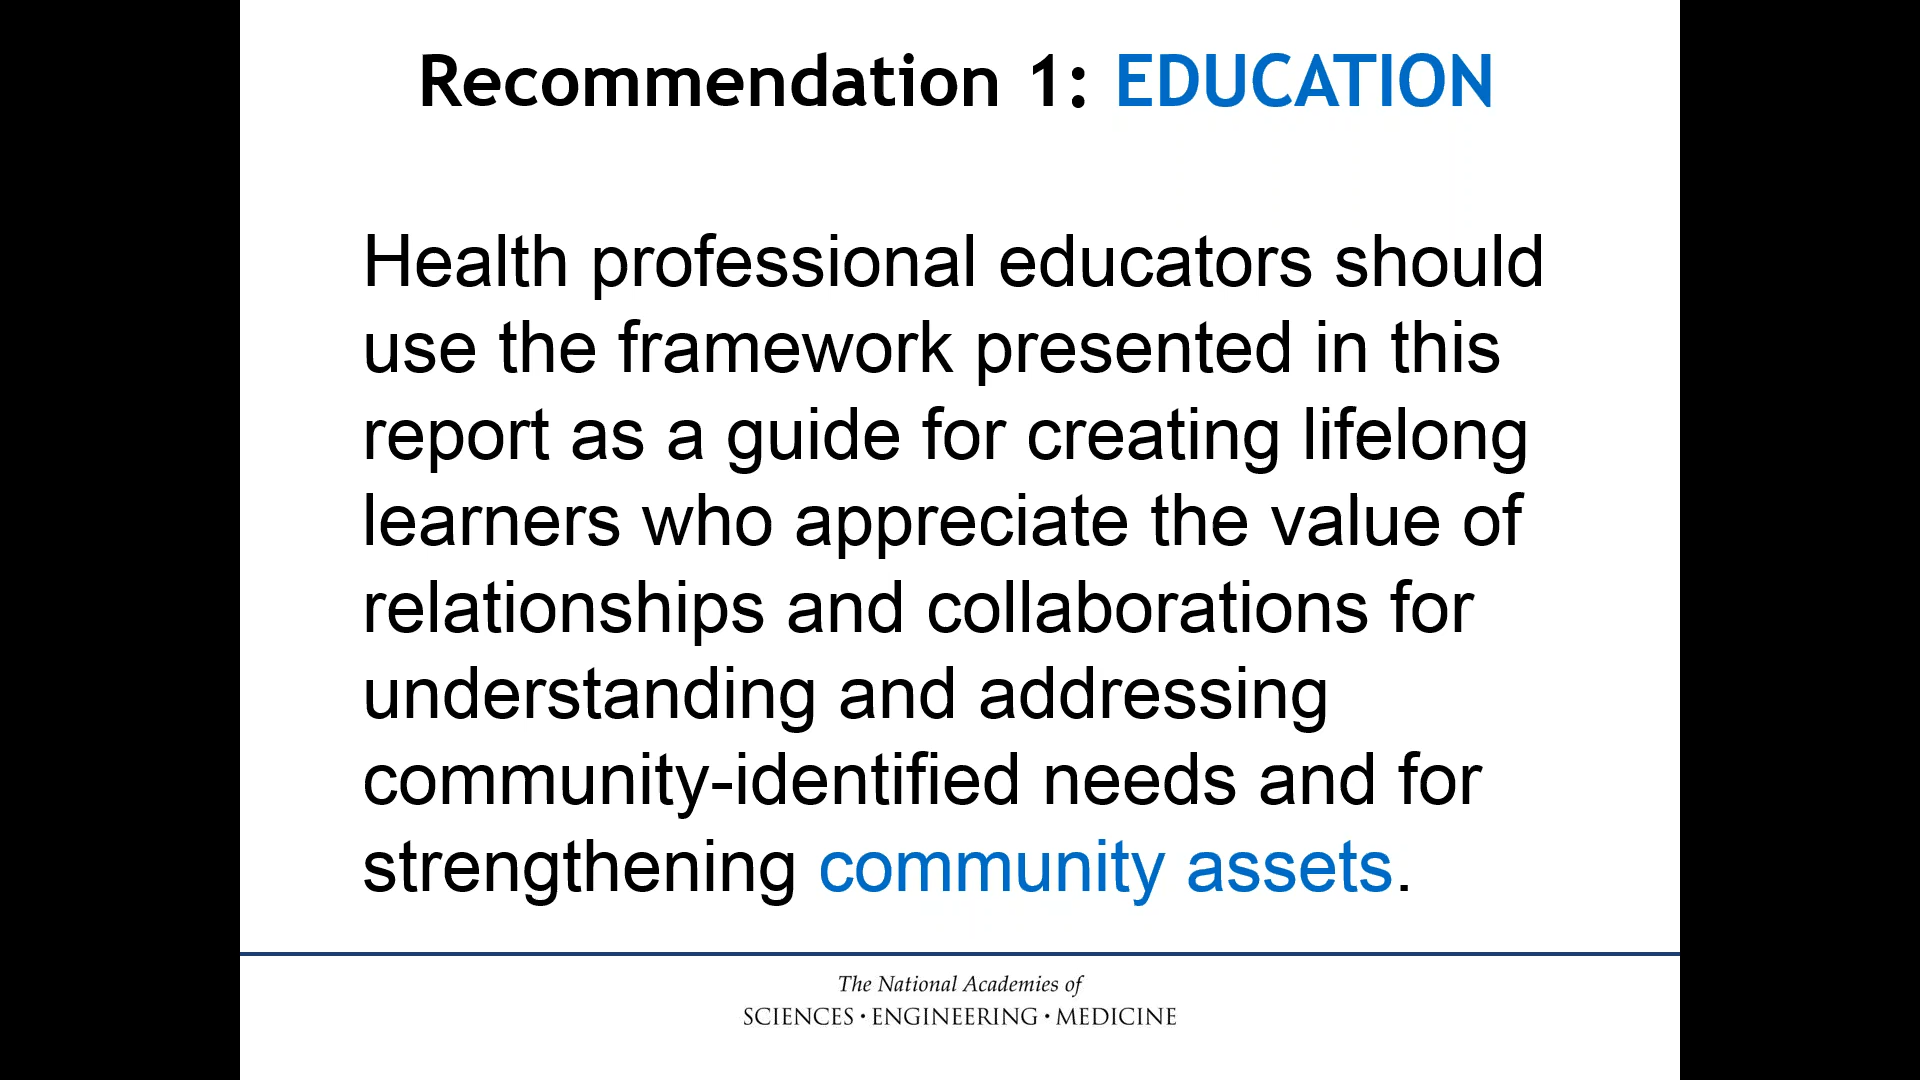 Recommendation 1: EDUCATION
Health professional educators should
use the framework presented in this
report as a guide for creating lifelong
learners who appreciate the value of
relationships and collaborations for
understanding and addressing
community-identified needs and for
strengthening community assets.
The National Academies of
SCIENCES · ENGINEERING · MEDICINE